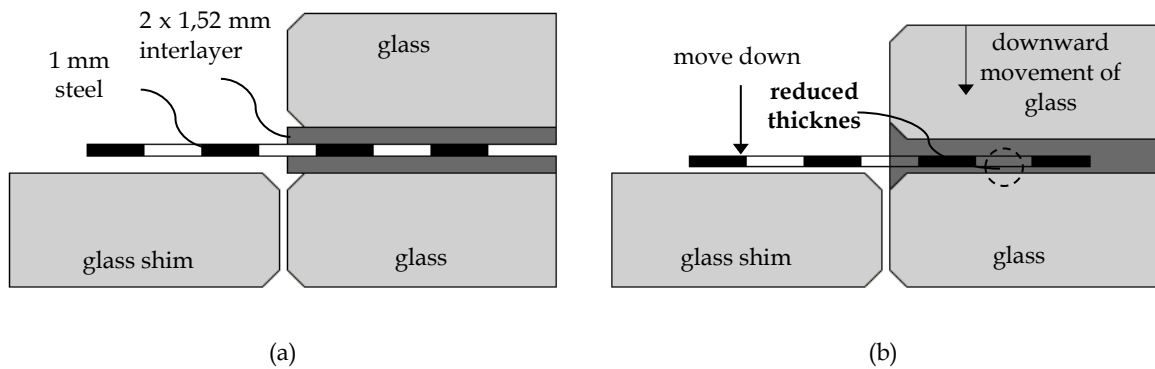 2 x 1,52 mm
interlayer
1 mm
steel
glass
glass shim
glass
(a)
move down
reduced
thicknes
downward
movement of
glass
glass shim
glass
(b)